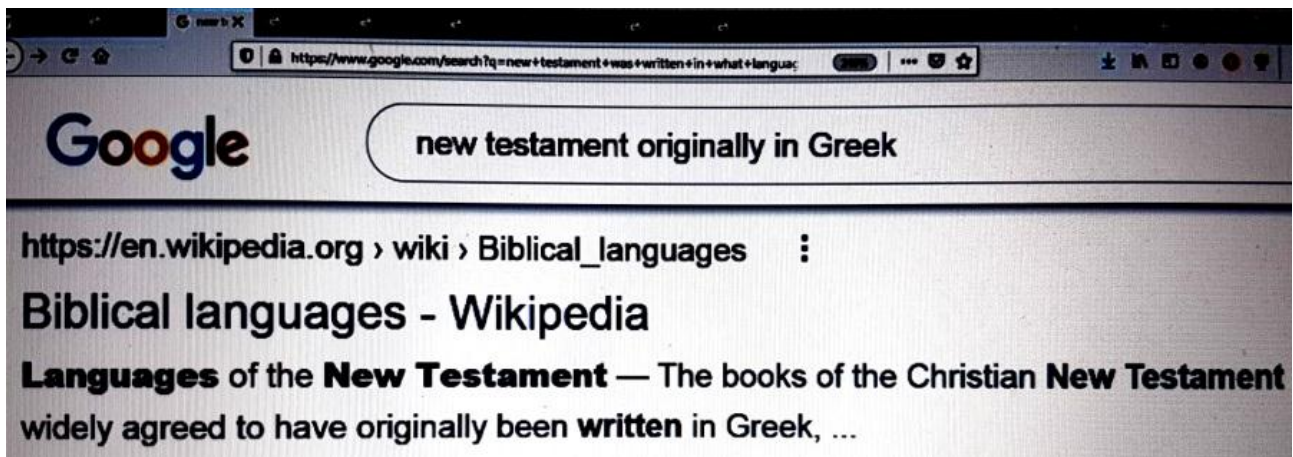 https://www.google.com/search?q=new+testament+was+written+in+what+languag
Google
new testament originally in Greek
https://en.wikipedia.org › wiki › Biblical_languages
Biblical languages - Wikipedia
Languages of the New Testament — The books of the Christian New Testament
widely agreed to have originally been written in Greek, ...